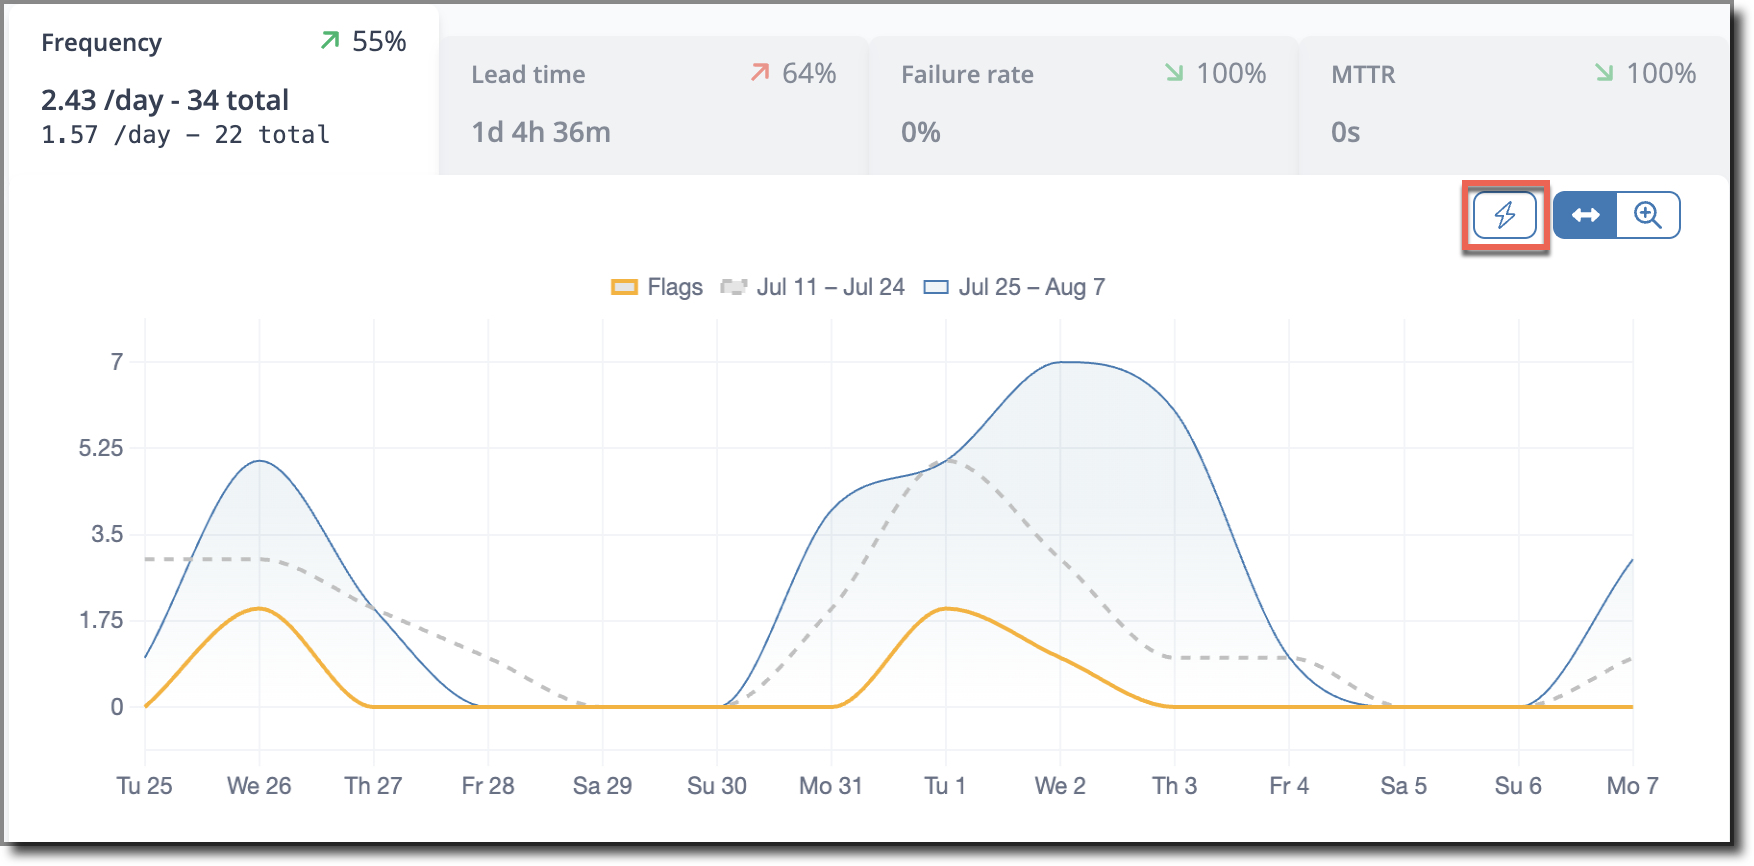 Frequency 55%
2.43 /day - 34 total
1.57 /day – 22 total
Lead time 64%
1d 4h 36m
Failure rate 100%
0%
MTTR 100%
0s
Flags Jul 11 – Jul 24 Jul 25 – Aug 7
7
5.25
3.5
1.75
0
Tu 25 We 26 Th 27 Fr 28 Sa 29 Su 30 Mo 31 Tu 1 We 2 Th 3 Fr 4 Sa 5 Su 6 Mo 7